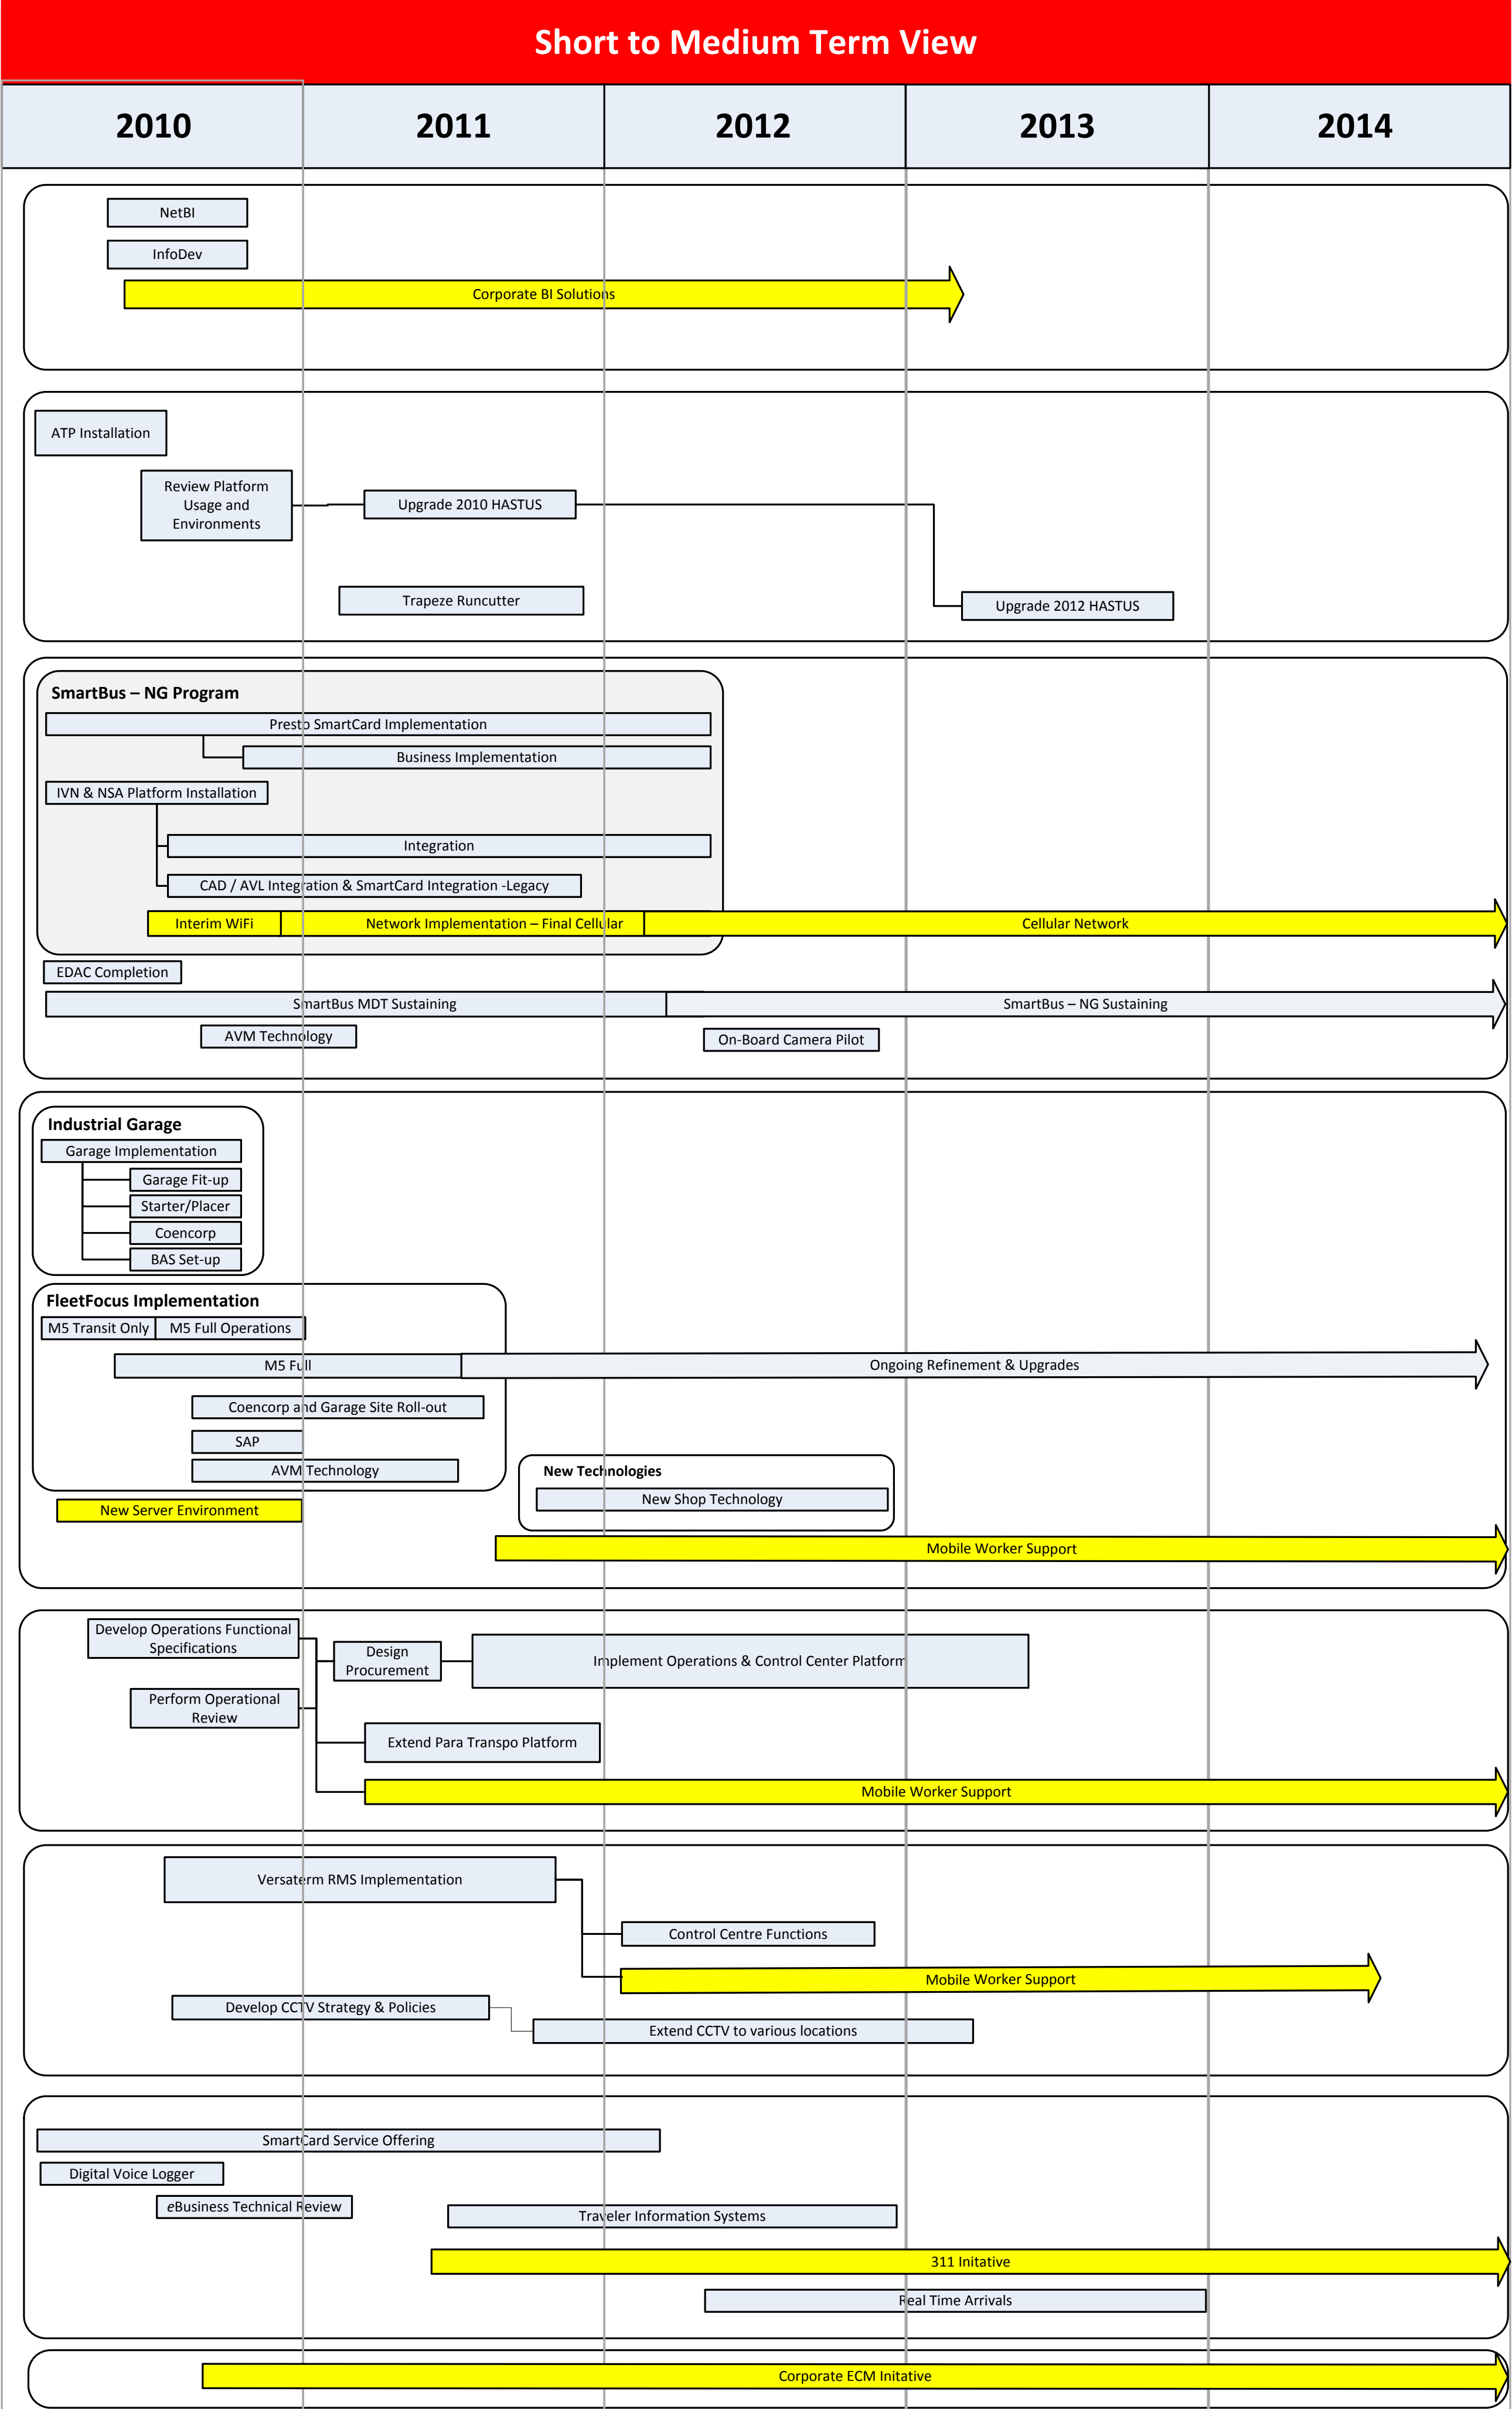 Short to Medium Term View
2010
2011
2012
2013
2014
NetBI
InfoDev
Corporate BI Solutions
ATP Installation
Review Platform
Usage and
Environments
Upgrade 2010 HASTUS
Trapeze Runcutter
Upgrade 2012 HASTUS
SmartBus – NG Program
Presto SmartCard Implementation
Business Implementation
IVN & NSA Platform Installation
Integration
CAD / AVL Integration & SmartCard Integration -Legacy
Interim WiFi
Network Implementation – Final Cellular
Cellular Network
EDAC Completion
SmartBus MDT Sustaining
SmartBus – NG Sustaining
AVM Technology
On-Board Camera Pilot
Industrial Garage
Garage Implementation
Garage Fit-up
Starter/Placer
Coencorp
BAS Set-up
FleetFocus Implementation
M5 Transit Only
M5 Full Operations
M5 Full
Ongoing Refinement & Upgrades
Coencorp and Garage Site Roll-out
SAP
AVM Technology
New Technologies
New Shop Technology
New Server Environment
Mobile Worker Support
Develop Operations Functional
Specifications
Design
Procurement
Implement Operations & Control Center Platform
Perform Operational
Review
Extend Para Transpo Platform
Mobile Worker Support
Versaterm RMS Implementation
Control Centre Functions
Mobile Worker Support
Develop CCTV Strategy & Policies
Extend CCTV to various locations
SmartCard Service Offering
Digital Voice Logger
eBusiness Technical Review
Traveler Information Systems
311 Initative
Real Time Arrivals
Corporate ECM Initative